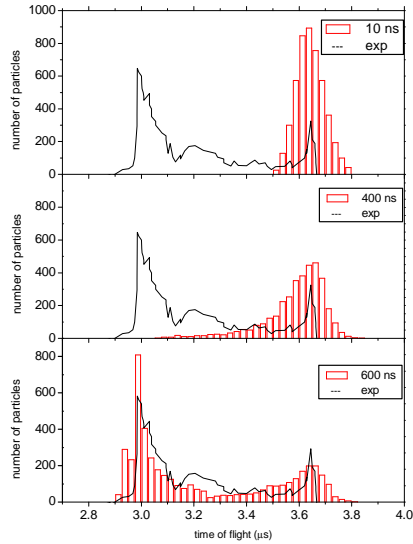 1000
800
600
400
200
0
number of particles
10 ns
exp
800
600
400
200
0
number of particles
400 ns
exp
800
600
400
200
0
number of particles
600 ns
exp
2.8 3.0 3.2 3.4 3.6 3.8 4.0
time of flight (μs)